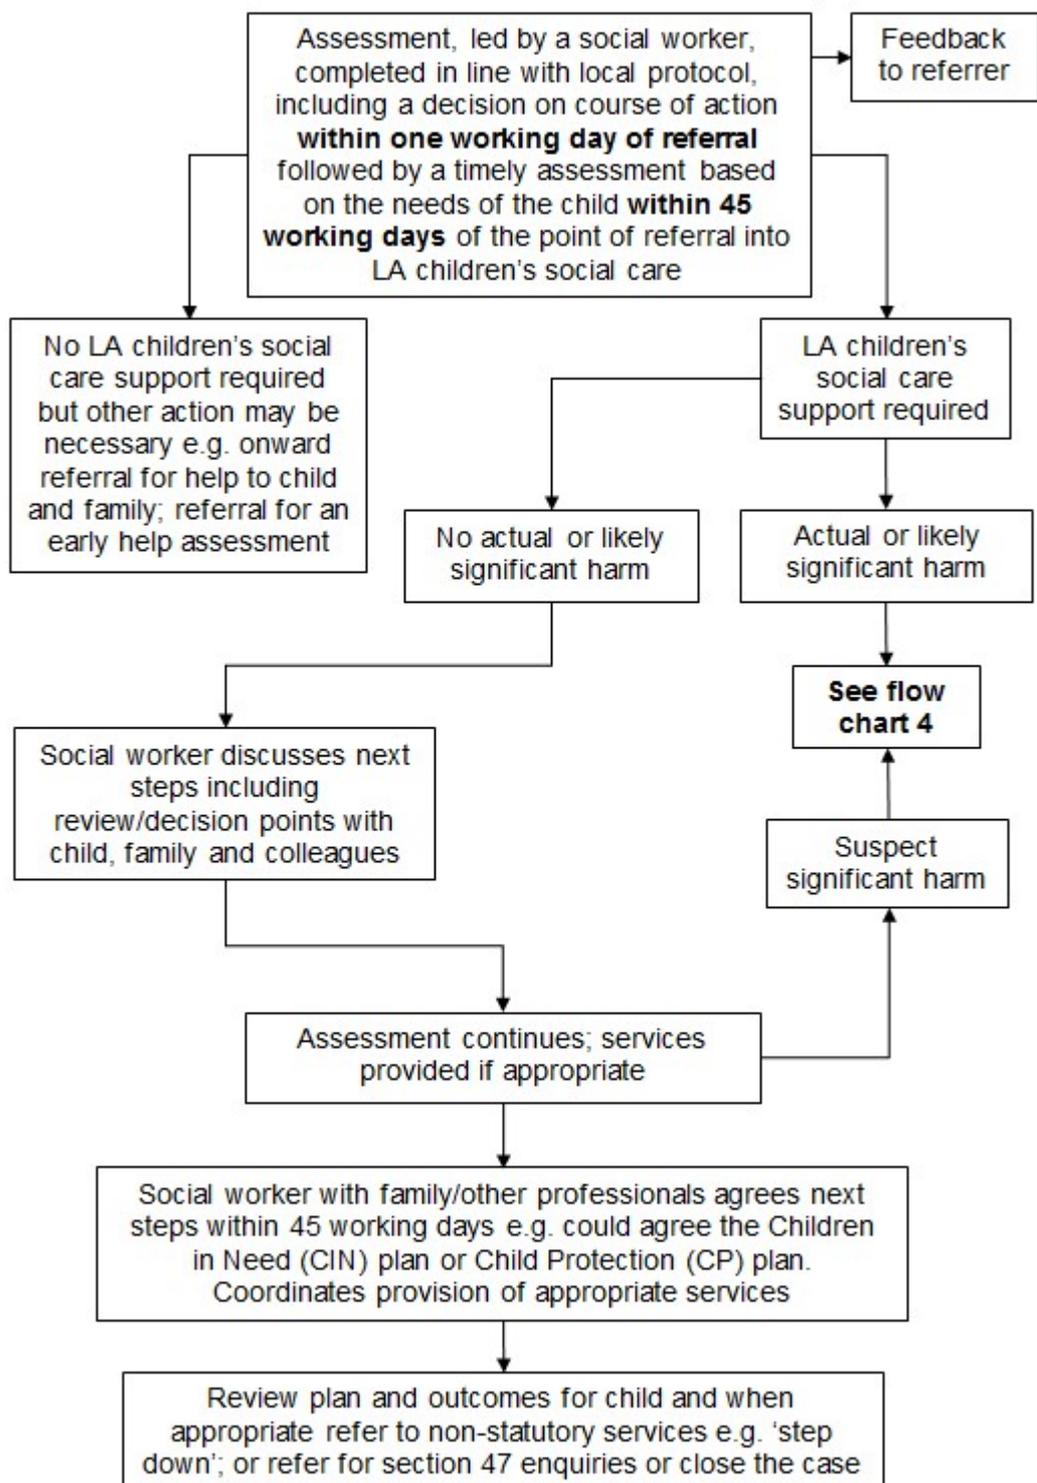 Assessment, led by a social worker,
completed in line with local protocol,
including a decision on course of action
within one working day of referral
followed by a timely assessment based
on the needs of the child within 45
working days of the point of referral into
LA children's social care
Feedback
to referrer
No LA children's social
care support required
but other action may be
necessary e.g. onward
referral for help to child
and family; referral for an
early help assessment
LA children's
social care
support required
No actual or likely
significant harm
Actual or likely
significant harm
See flow
chart 4
Social worker discusses next
steps including
review/decision points with
child, family and colleagues
Suspect
significant harm
Assessment continues; services
provided if appropriate
Social worker with family/other professionals agrees next
steps within 45 working days e.g. could agree the Children
in Need (CIN) plan or Child Protection (CP) plan.
Coordinates provision of appropriate services
Review plan and outcomes for child and when
appropriate refer to non-statutory services e.g. ‘step
down’; or refer for section 47 enquiries or close the case